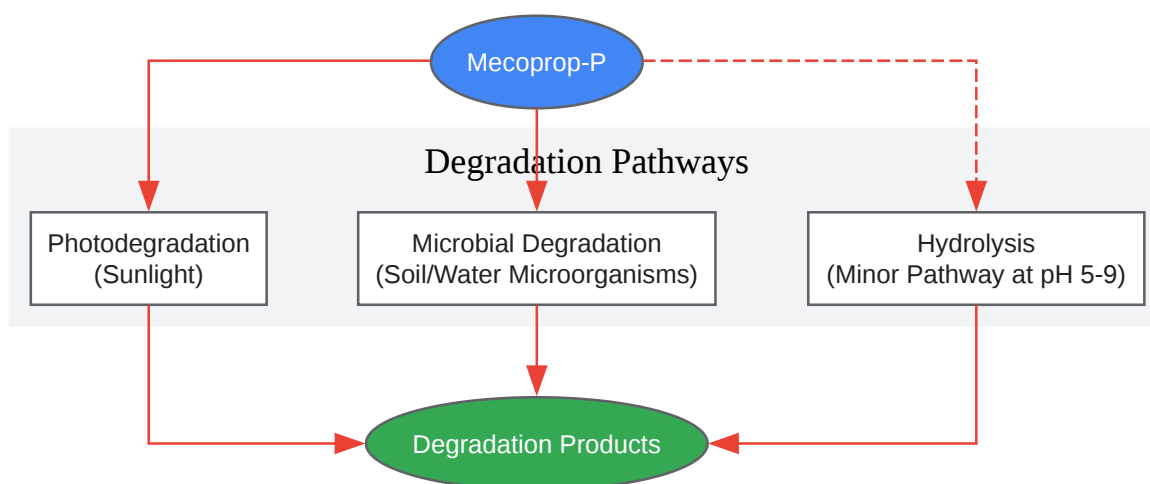 Mecoprop-P
Degradation Pathways
Photodegradation
(Sunlight)
Microbial Degradation
(Soil/Water Microorganisms)
Hydrolysis
(Minor Pathway at pH 5-9)
Degradation Products